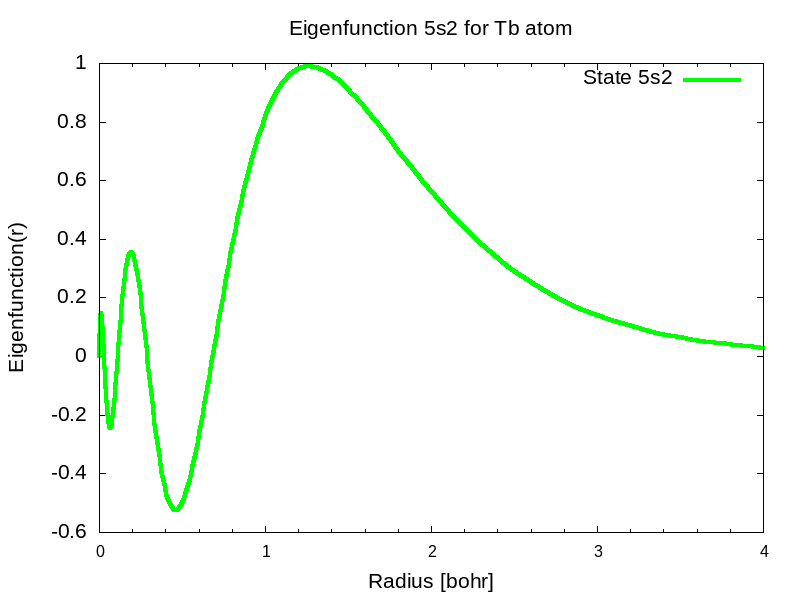 Eigenfunction 5s2 for Tb atom
State 5s2
1
0.8
0.6
0.4
0.2
0
-0.2
-0.4
-0.6
Eigenfunction(r)
0 1 2 3 4
Radius [bohr]